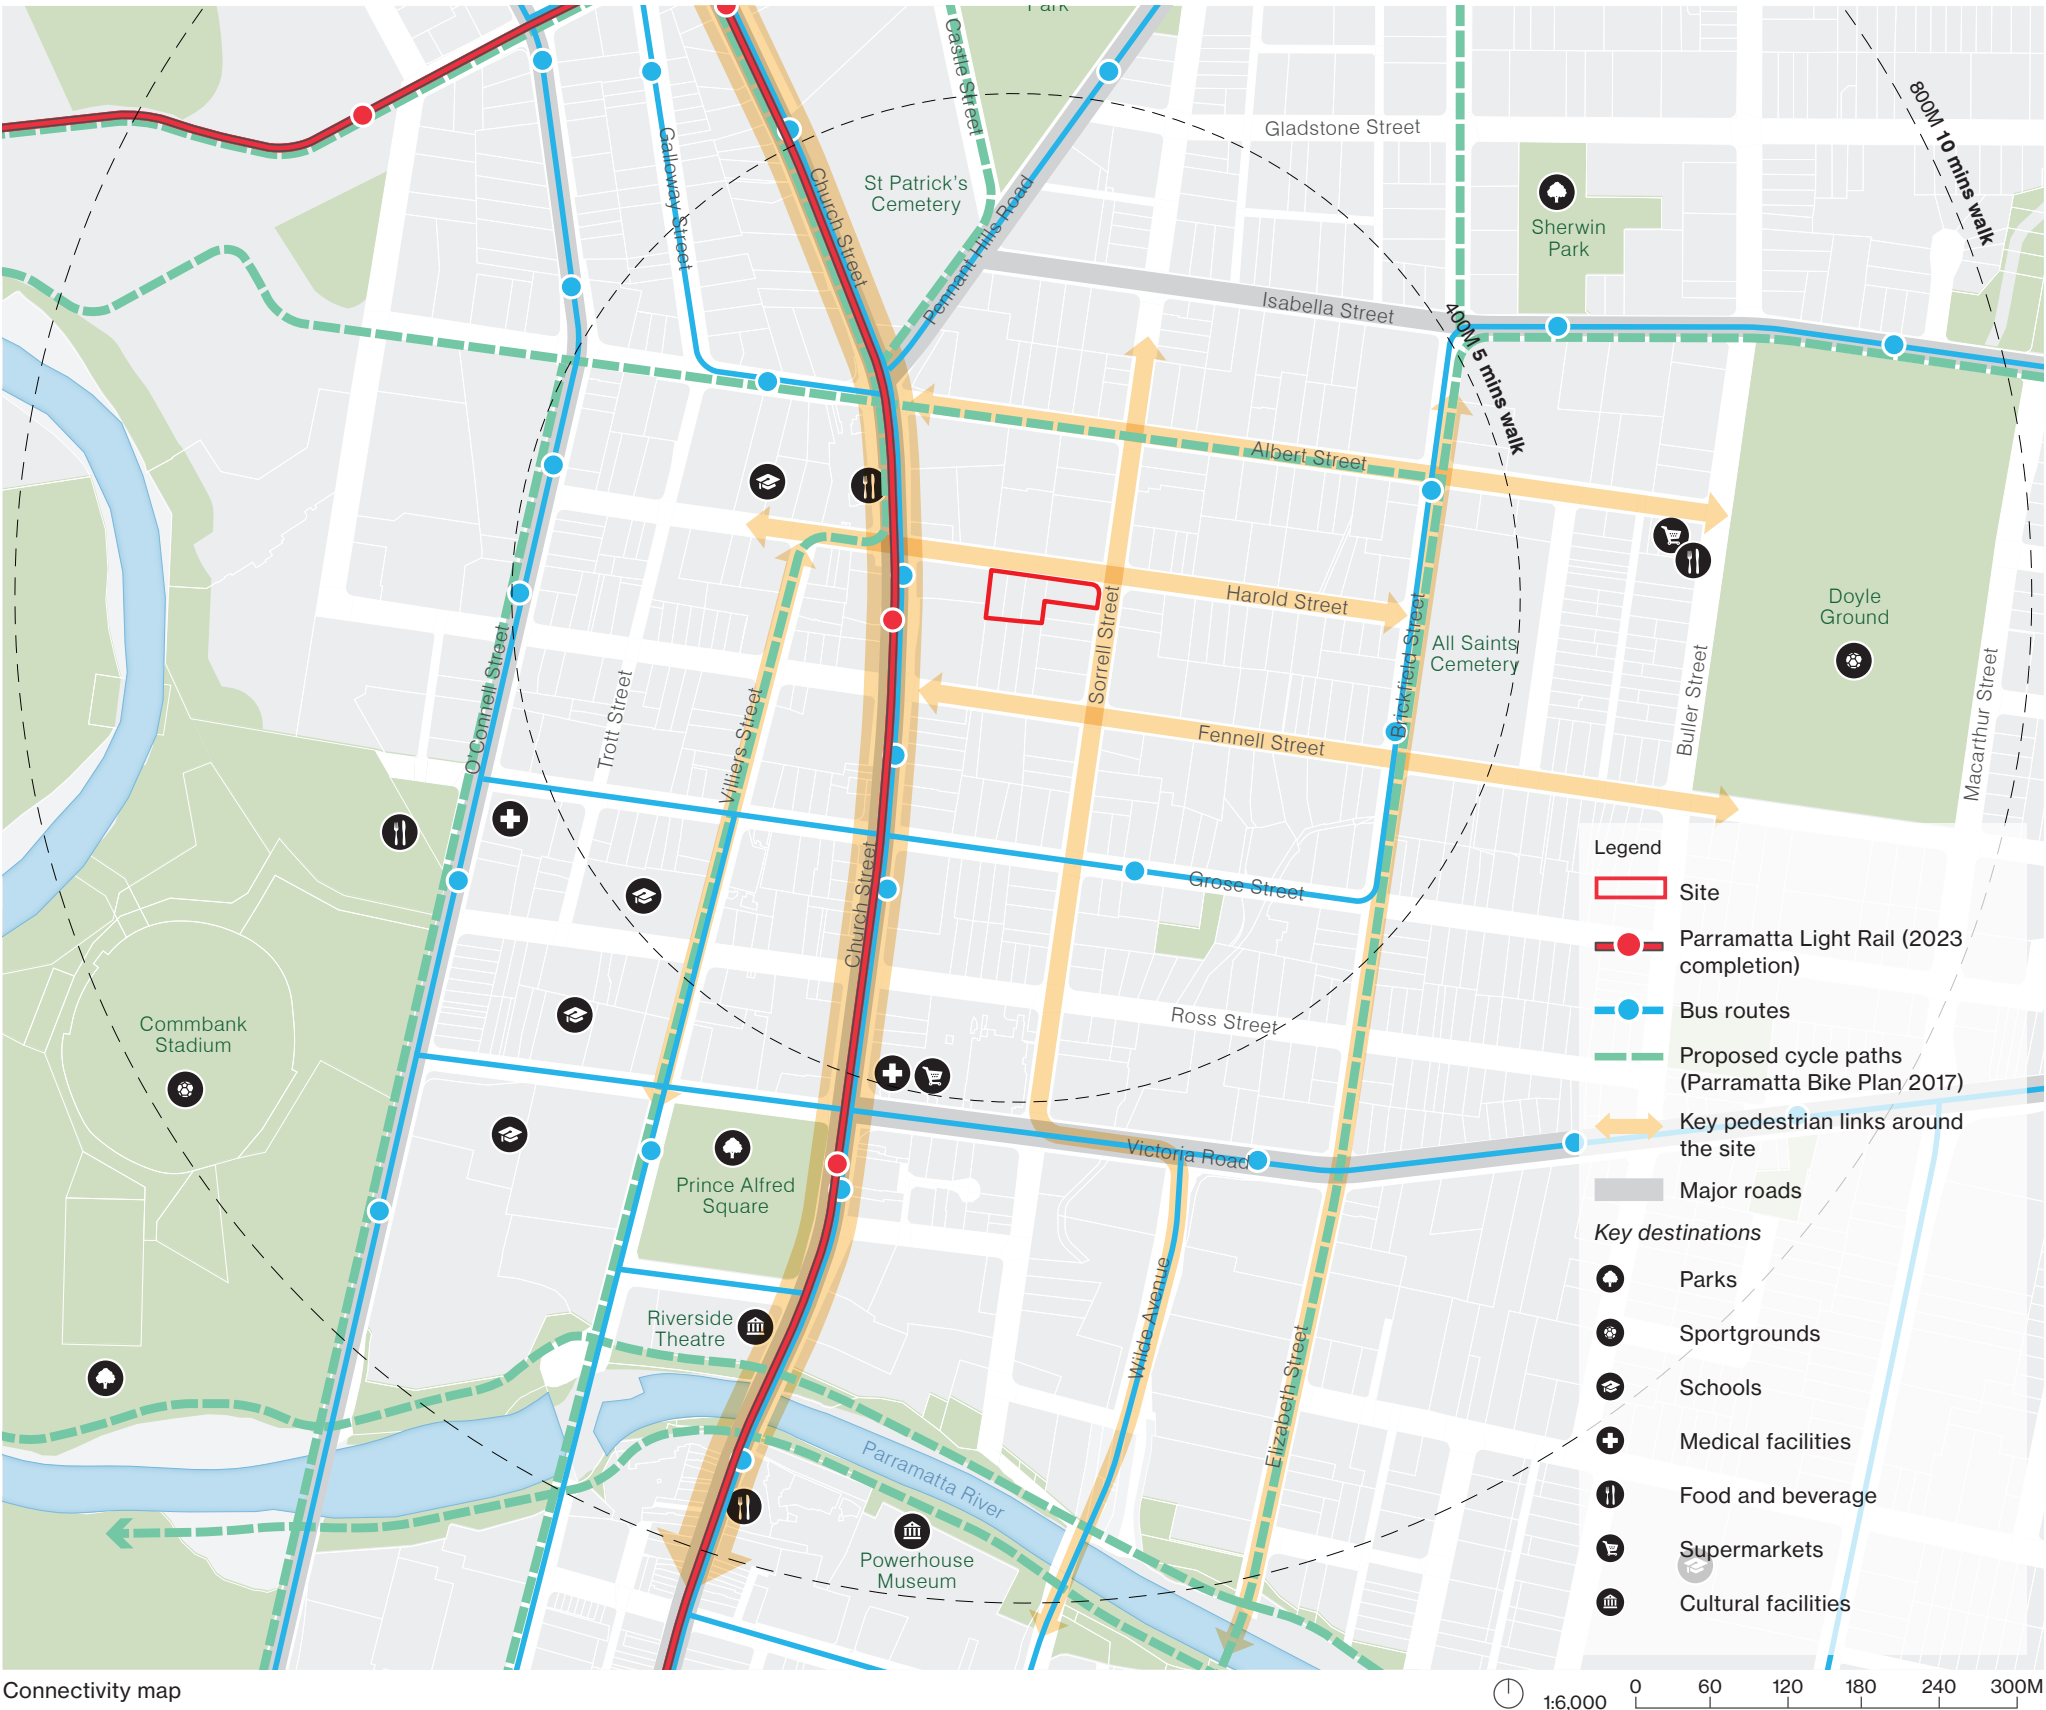 Park
Castle Street
800M 10 mins walk
Gladstone Street
Galloway Street
Church Street
St Patrick's
Cemetery
Pennant Hills Road
Sherwin
Park
Isabella Street
400M 5 mins walk
Albert Street
Harold Street
Sorrell Street
Brickfield Street
All Saints
Cemetery
Doyle
Ground
Buller Street
Macarthur Street
O'Connell Street
Trott Street
Villiers Street
Fennell Street
Church Street
Grose Street
Ross Street
Commbank
Stadium
Victoria Road
Prince Alfred
Square
Riverside
Theatre
Wilde Avenue
Elizabeth Street
Parramatta River
Powerhouse
Museum
Legend
Site
Parramatta Light Rail (2023
completion)
Bus routes
Proposed cycle paths
(Parramatta Bike Plan 2017)
Key pedestrian links around
the site
Major roads
Key destinations
Parks
Sportgrounds
Schools
Medical facilities
Food and beverage
Supermarkets
Cultural facilities
Connectivity map
1:6,000
0 60 120 180 240 300M